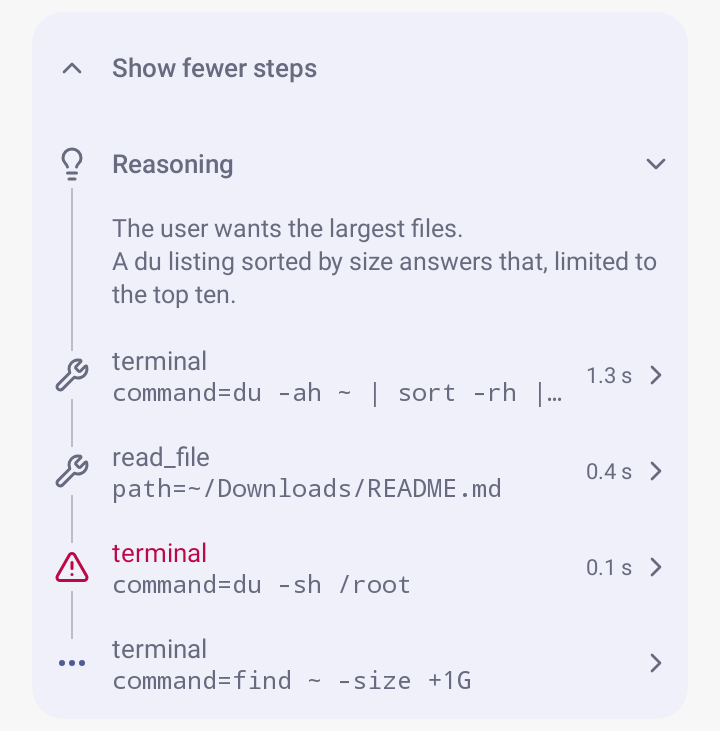 Show fewer steps
Reasoning
The user wants the largest files.
A du listing sorted by size answers that, limited to
the top ten.
terminal
command=du -ah ~ | sort -rh |…
1.3 s
read_file
path=~/Downloads/README.md
0.4 s
terminal
command=du -sh /root
0.1 s
terminal
command=find ~ -size +1G